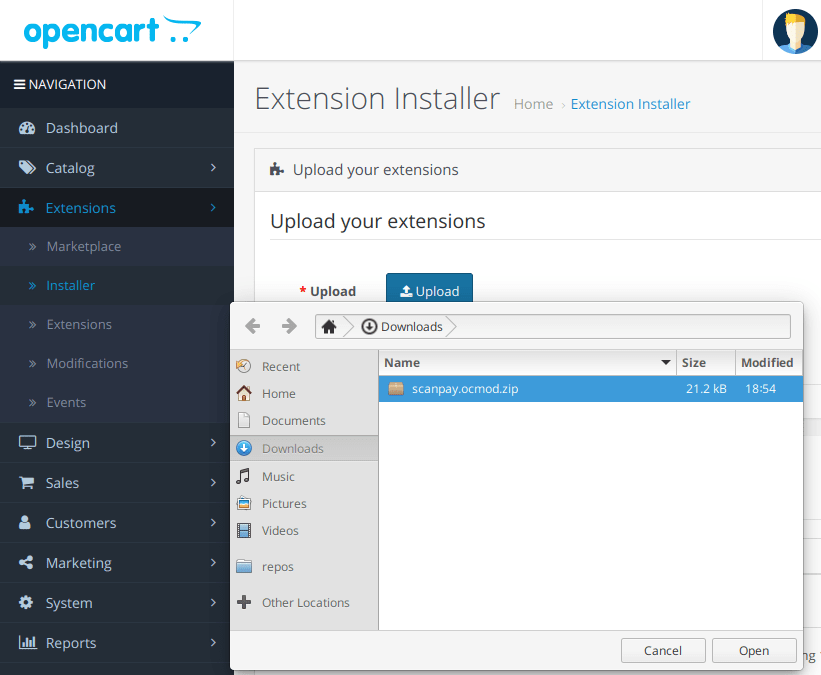 opencart
NAVIGATION
Dashboard
Catalog
Extensions
Marketplace
Installer
Extensions
Modifications
Events
Design
Sales
Customers
Marketing
System
Reports
Extension Installer Home › Extension Installer
Upload your extensions
Upload your extensions
* Upload Upload
Downloads
Recent
Home
Documents
Downloads
Music
Pictures
Videos
repos
Other Locations
Name Size Modified
scanpay.ocmod.zip 21.2 kB 18:54
Cancel Open